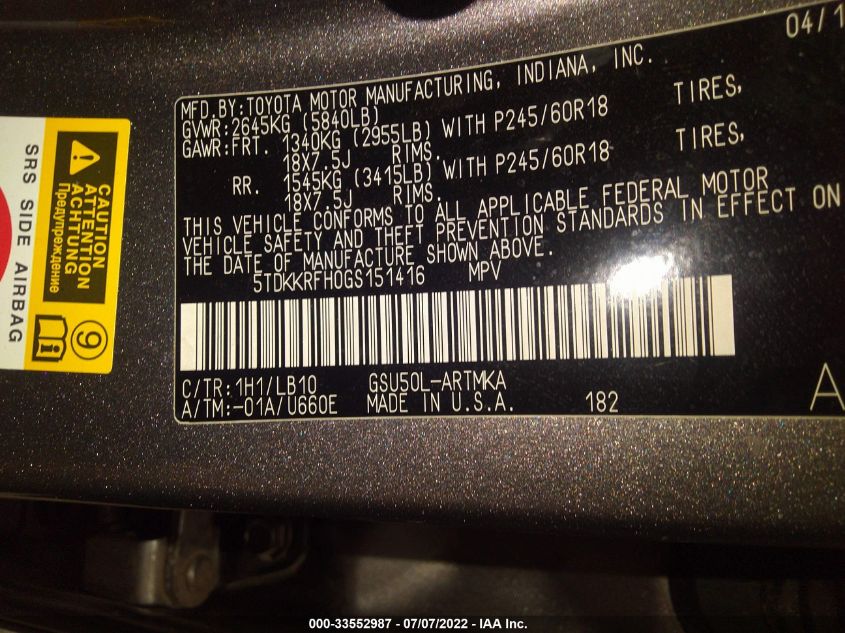 04/1
MFD.BY:TOYOTA MOTOR MANUFACTURING, INDIANA, INC.
GVWR:2645KG (5840LB)
GAWR:FRT. 1340KG (2955LB) WITH P245/60R18 TIRES,
18X7.5J RIMS.
RR. 1545KG (3415LB) WITH P245/60R18 TIRES,
18X7.5J RIMS.
THIS VEHICLE CONFORMS TO ALL APPLICABLE FEDERAL MOTOR
VEHICLE SAFETY AND THEFT PREVENTION STANDARDS IN EFFECT ON
THE DATE OF MANUFACTURE SHOWN ABOVE.
5TDKKRFH0GS151416 MPV
C/TR:1H1/LB10 GSU50L-ARTMKA
A/TM:-01A/U660E MADE IN U.S.A. 182
A
CAUTION
ATTENTION
ACHTUNG
Предупреждение
SRS SIDE AIRBAG
9
i
000-33552987 - 07/07/2022 - IAA Inc.